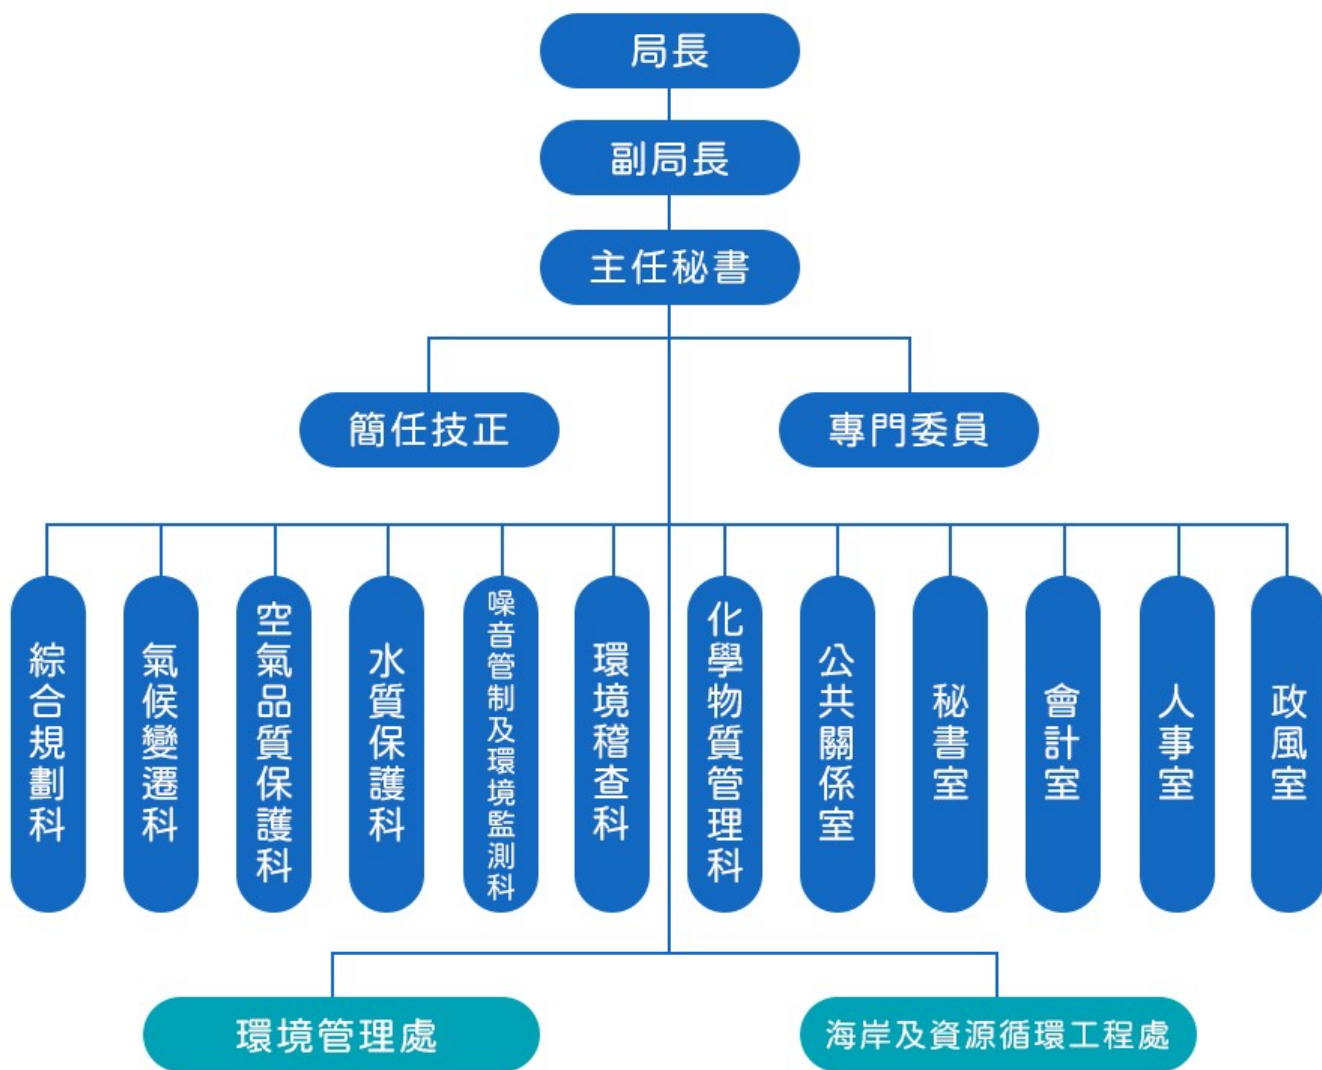 局長
副局長
主任秘書
簡任技正
專門委員
綜合規劃科
氣候變遷科
空氣品質保護科
水質保護科
噪音管制及環境監測科
環境稽查科
化學物質管理科
公共關係室
秘書室
會計室
人事室
政風室
環境管理處
海岸及資源循環工程處